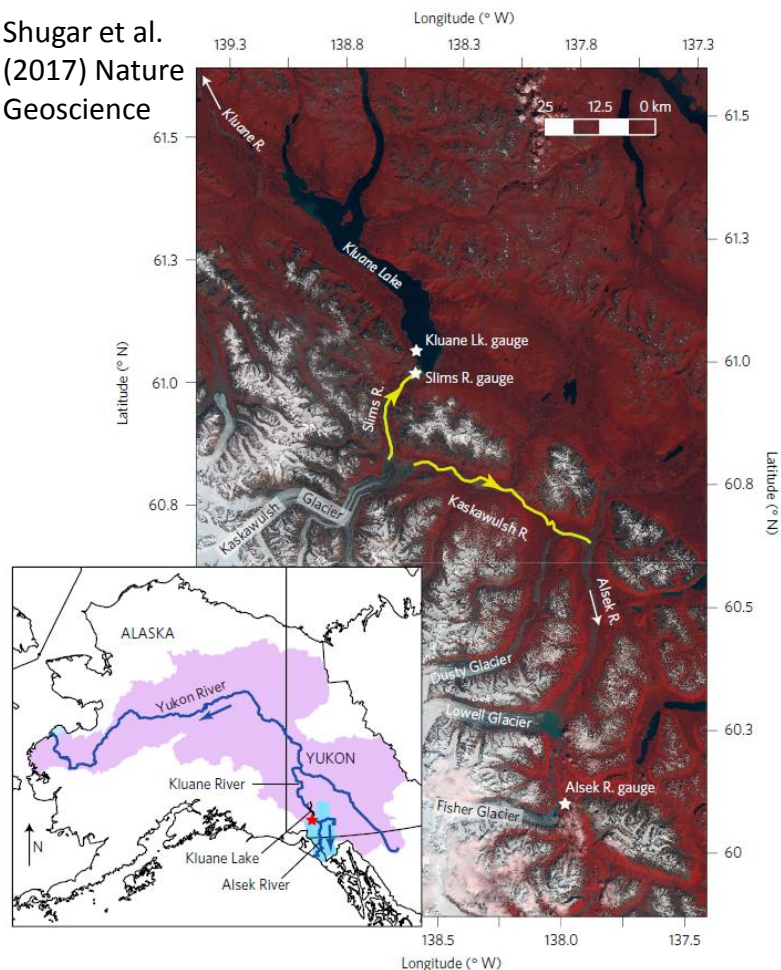 Shugar et al.
(2017) Nature
Geoscience
Longitude (° W)
139.3
138.8
138.3
137.8
137.3
Kluane R.
25 12.5 0 km
61.5
61.5
61.3
61.3
Kluane Lake
Kluane Lk. gauge
61.0
61.0
Slims R. gauge
Latitude (° N)
Slims R.
60.8
60.8
Latitude (° N)
Kaskawulsh Glacier
Kaskawulsh R.
Alsek R.
60.5
Dusty Glacier
Lowell Glacier
60.3
Alsek R. gauge
Fisher Glacier
60
ALASKA
Yukon River
YUKON
Kluane River
N
Kluane Lake
Alsek River
138.5
138.0
137.5
Longitude (° W)